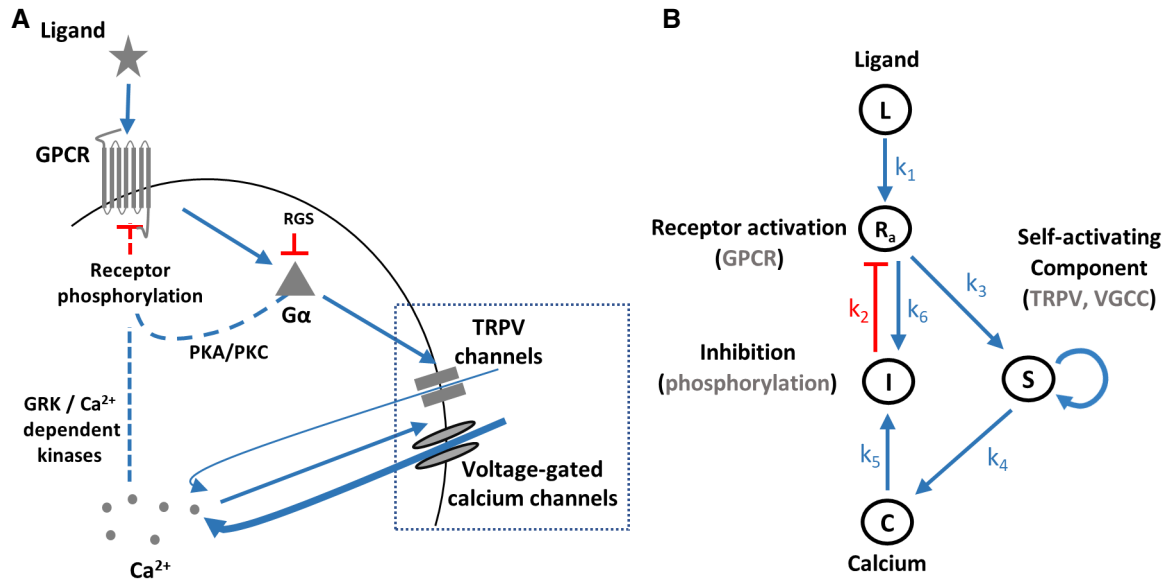 A
Ligand
GPCR
RGS
Receptor
phosphorylation
Gα
PKA/PKC
TRPV
channels
GRK / Ca²⁺
dependent
kinases
Voltage-gated
calcium channels
Ca²⁺
B
Ligand
L
k₁
Receptor activation
(GPCR)
Rₐ
Self-activating
Component
(TRPV, VGCC)
k₂
k₆
k₃
Inhibition
(phosphorylation)
I
S
k₅
k₄
C
Calcium